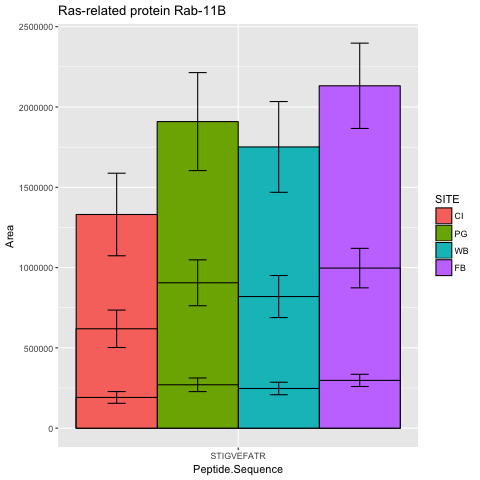 Ras-related protein Rab-11B
2500000
2000000
1500000
1000000
500000
0
Area
STIGVEFATR
Peptide.Sequence
SITE
CI
PG
WB
FB